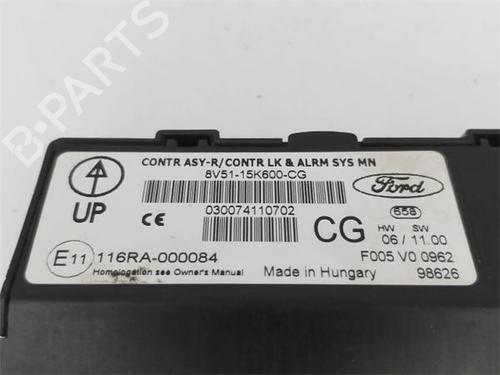 B-PARTS
CONTR ASY-R/CONTR LK & ALRM SYS MN
8V51-15K600-CG
Ford
UP
CE
030074110702
CG
658
HW SW
06 / 11.00
E11 116RA-000084
F005 V0 0962
Homologation see Owner's Manual
Made in Hungary
98626